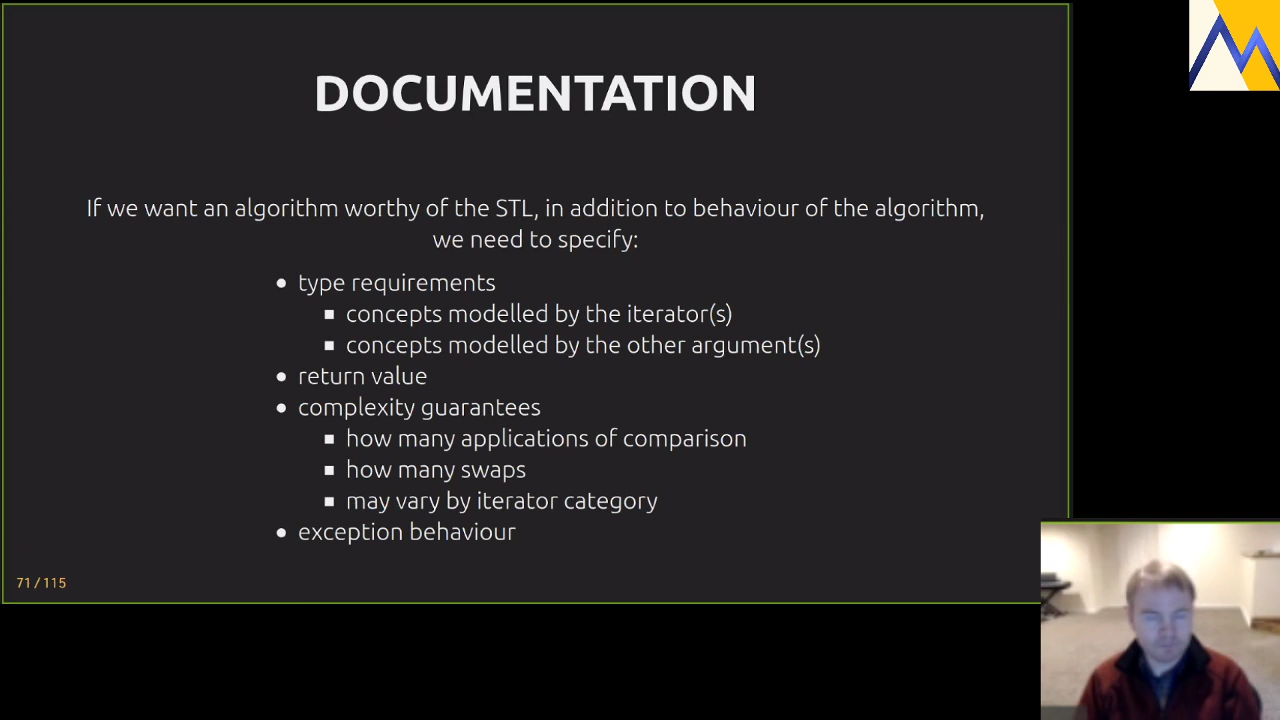 DOCUMENTATION
If we want an algorithm worthy of the STL, in addition to behaviour of the algorithm,
we need to specify:
type requirements
concepts modelled by the iterator(s)
concepts modelled by the other argument(s)
return value
complexity guarantees
how many applications of comparison
how many swaps
may vary by iterator category
exception behaviour
71 / 115